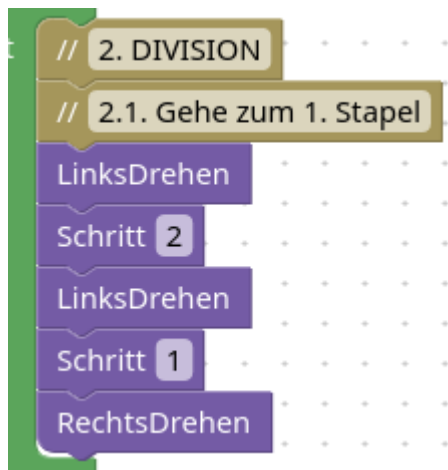 // 2. DIVISION
// 2.1. Gehe zum 1. Stapel
LinksDrehen
Schritt 2
LinksDrehen
Schritt 1
RechtsDrehen